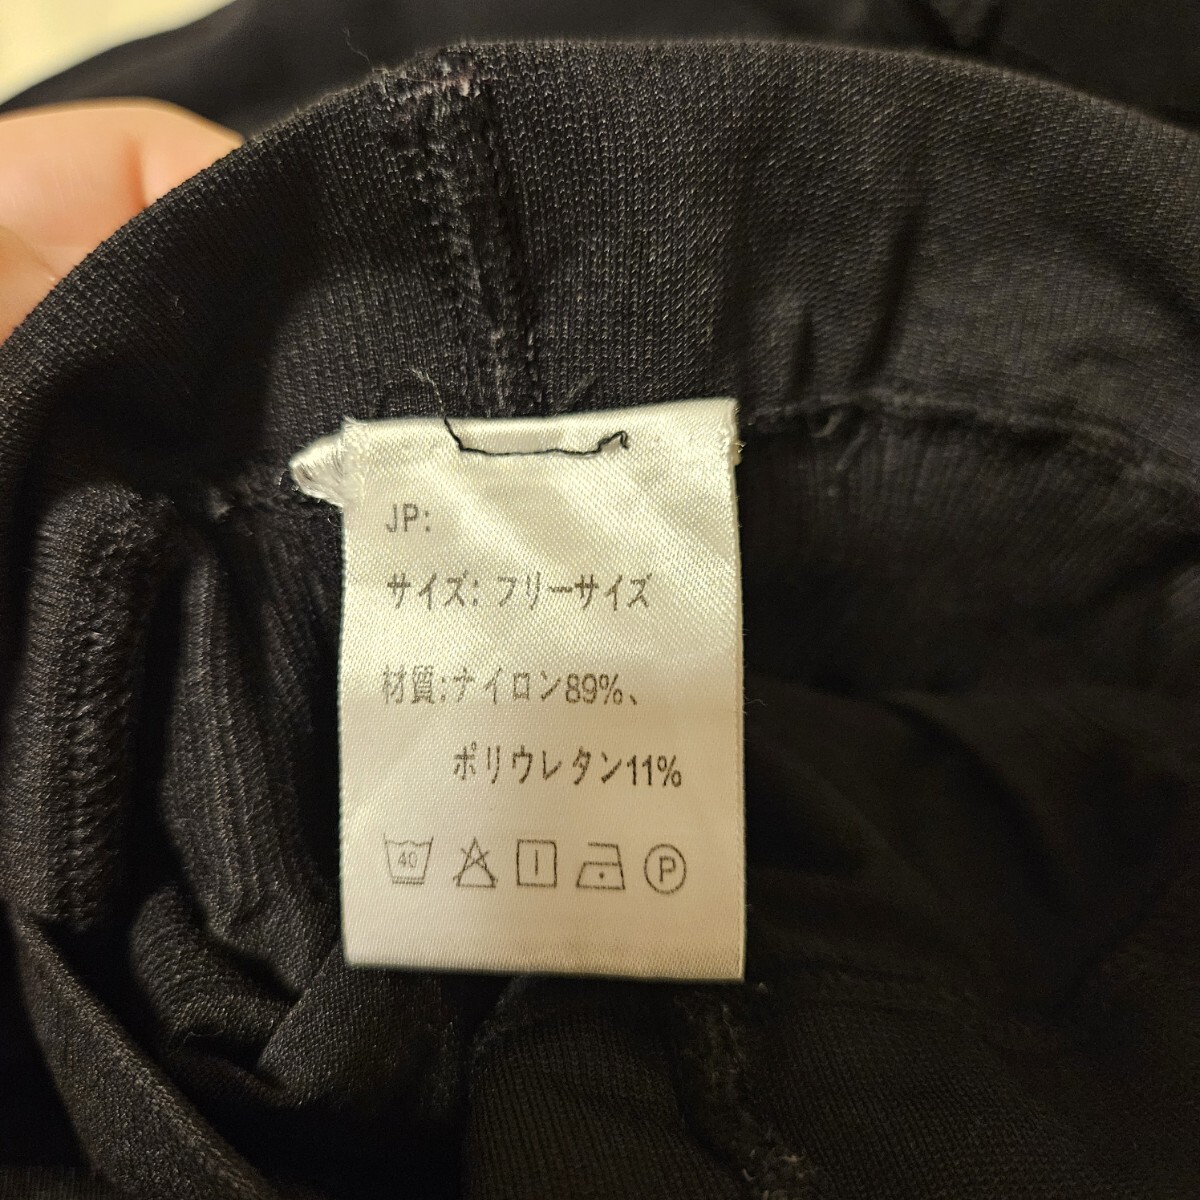 JP:
サイズ: フリーサイズ
材質:ナイロン89%、
ポリウレタン11%
40
P